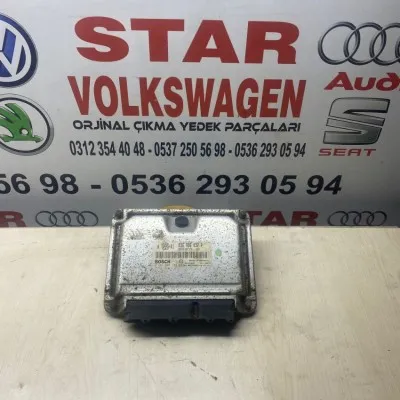 STAR
VOLKSWAGEN
ORJİNAL ÇIKMA YEDEK PARÇALARI
0312 354 40 48 - 0537 250 56 98 - 0536 293 05 94
Audi
SEAT
56 98 - 0536 293 05 94
BOSCH